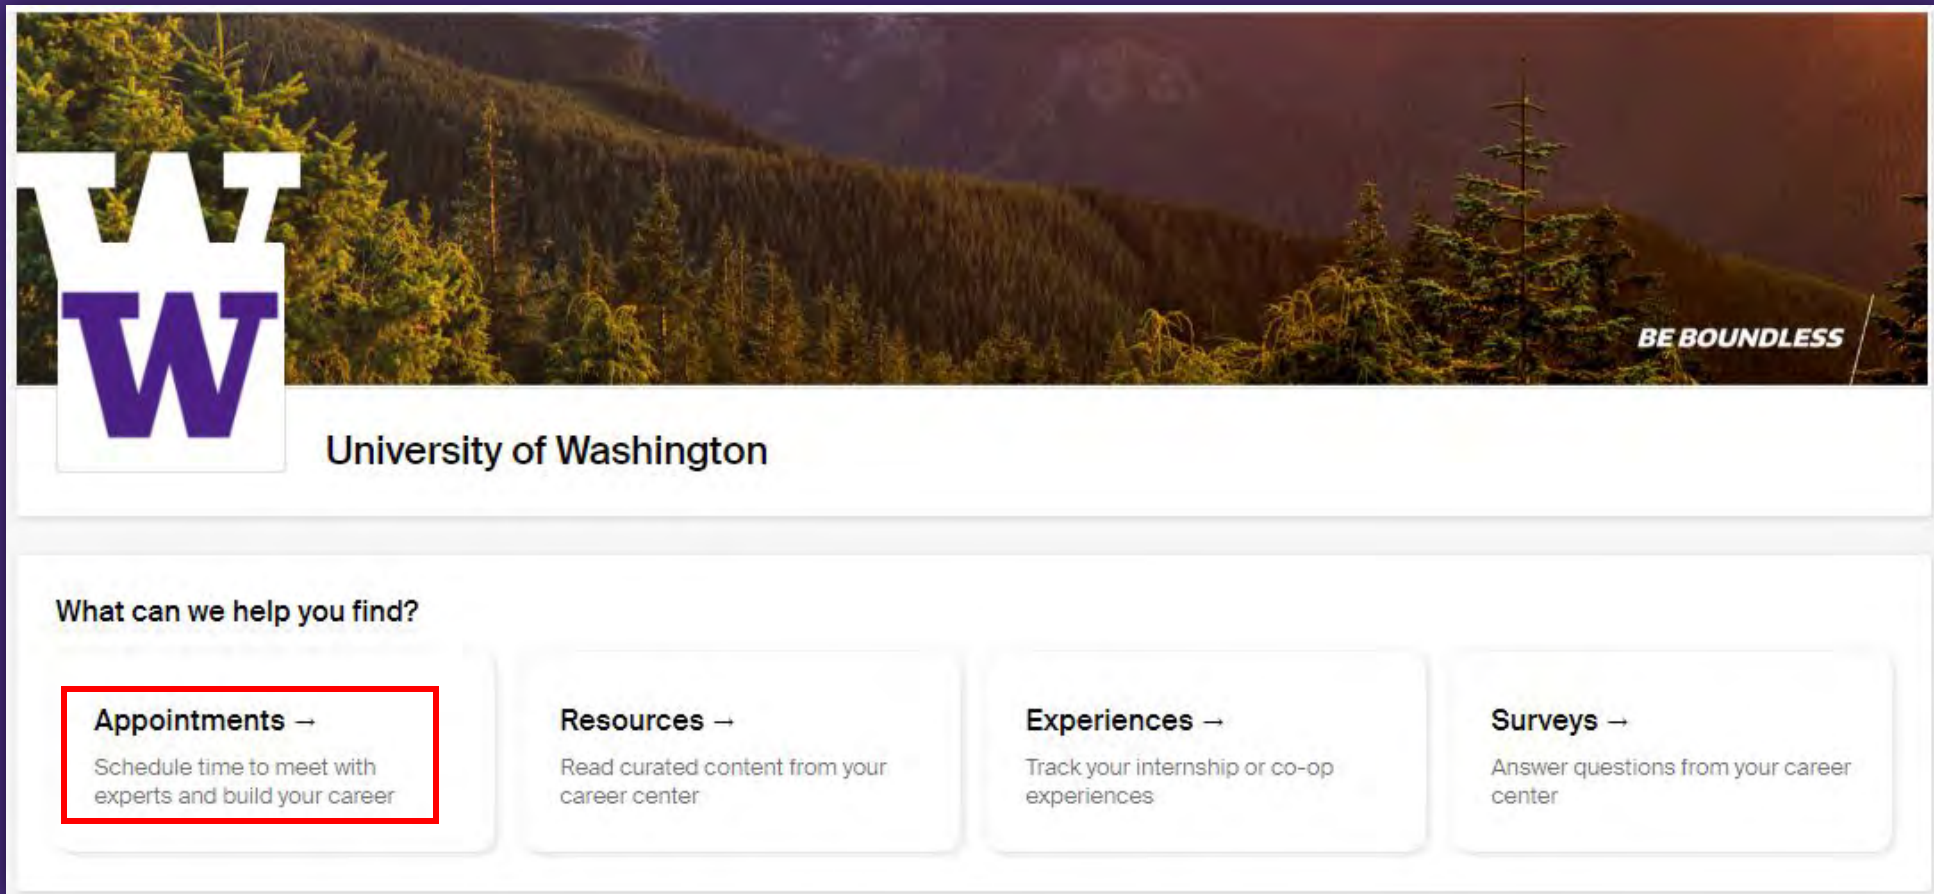 W
W
BE BOUNDLESS
University of Washington
What can we help you find?
Appointments →
Schedule time to meet with
experts and build your career
Resources →
Read curated content from your
career center
Experiences →
Track your internship or co-op
experiences
Surveys →
Answer questions from your career
center